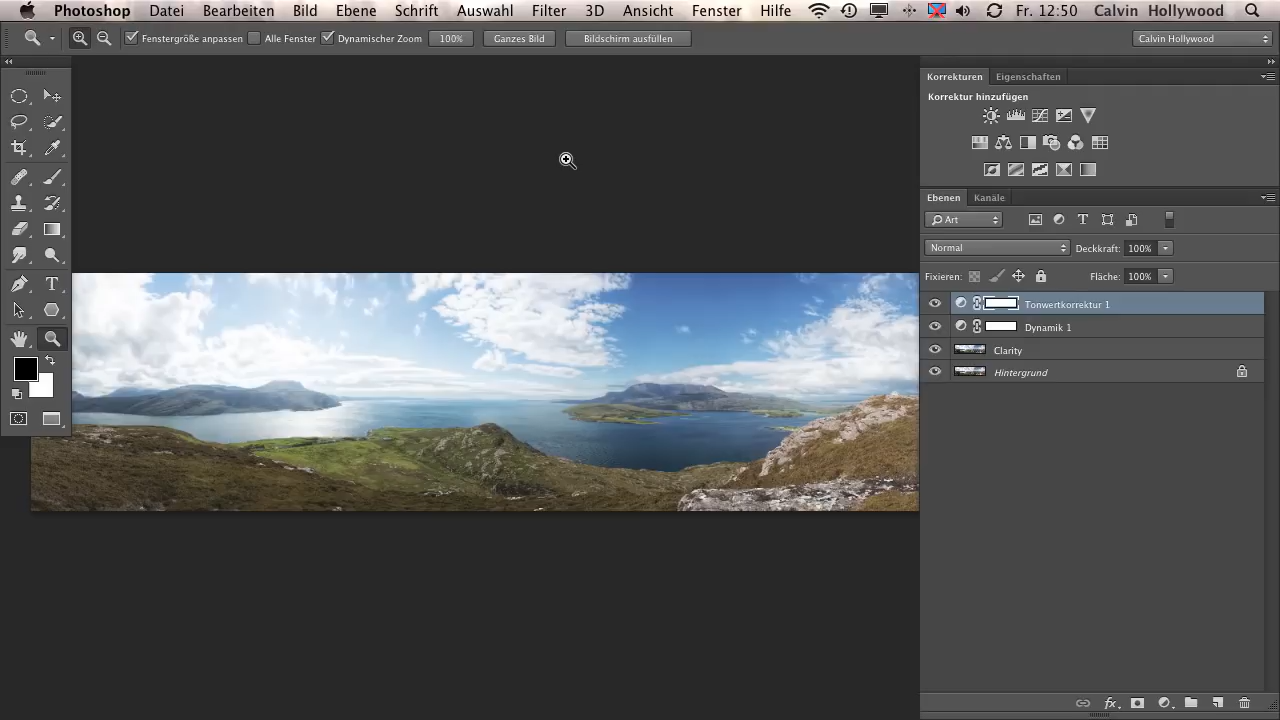 Photoshop Datei Bearbeiten Bild Ebene Schrift Auswahl Filter 3D Ansicht Fenster Hilfe Fr. 12:50 Calvin Hollywood
Fenstergröße anpassen Alle Fenster Dynamischer Zoom 100% Ganzes Bild Bildschirm ausfüllen Calvin Hollywood
Korrekturen Eigenschaften
Korrektur hinzufügen
Ebenen Kanäle
Art
Normal Deckkraft: 100%
Fixieren: Fläche: 100%
Tonwertkorrektur 1
Dynamik 1
Clarity
Hintergrund